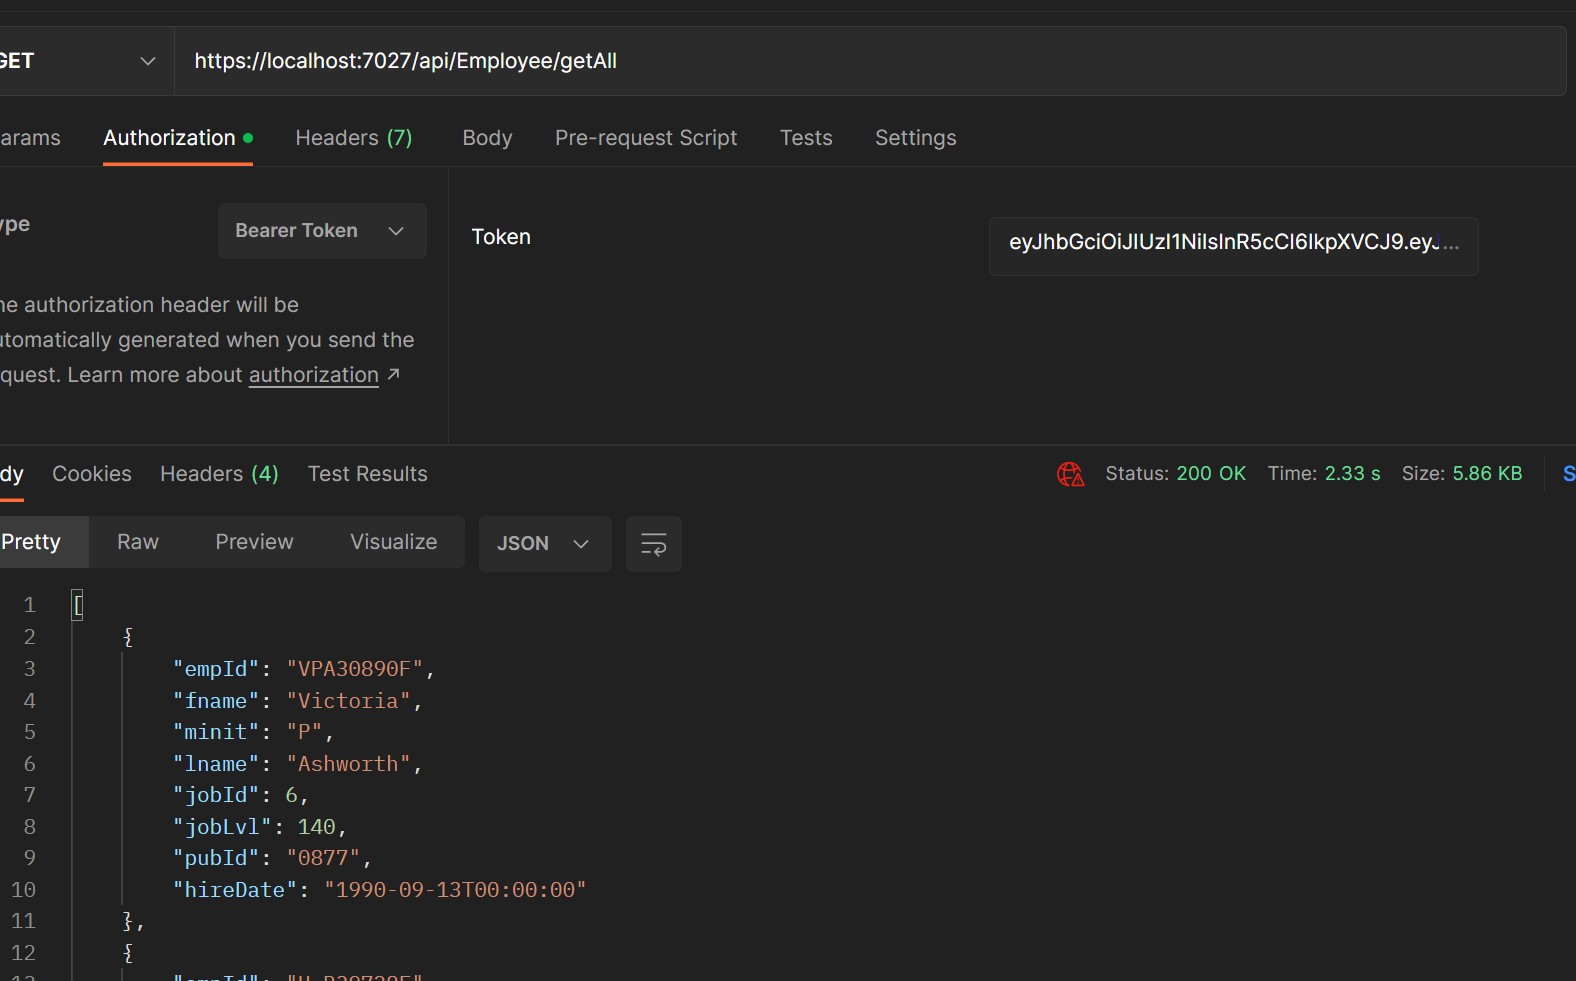 GET https://localhost:7027/api/Employee/getAll
arams Authorization Headers (7) Body Pre-request Script Tests Settings
ype Bearer Token Token eyJhbGciOiJIUzI1NiIsInR5cCI6IkpXVCJ9.eyJ...
he authorization header will be
utomatically generated when you send the
quest. Learn more about authorization ↗
dy Cookies Headers (4) Test Results Status: 200 OK Time: 2.33 s Size: 5.86 KB S
Pretty Raw Preview Visualize JSON
1 [
2 {
3 "empId": "VPA30890F",
4 "fname": "Victoria",
5 "minit": "P",
6 "lname": "Ashworth",
7 "jobId": 6,
8 "jobLvl": 140,
9 "pubId": "0877",
10 "hireDate": "1990-09-13T00:00:00"
11 },
12 {